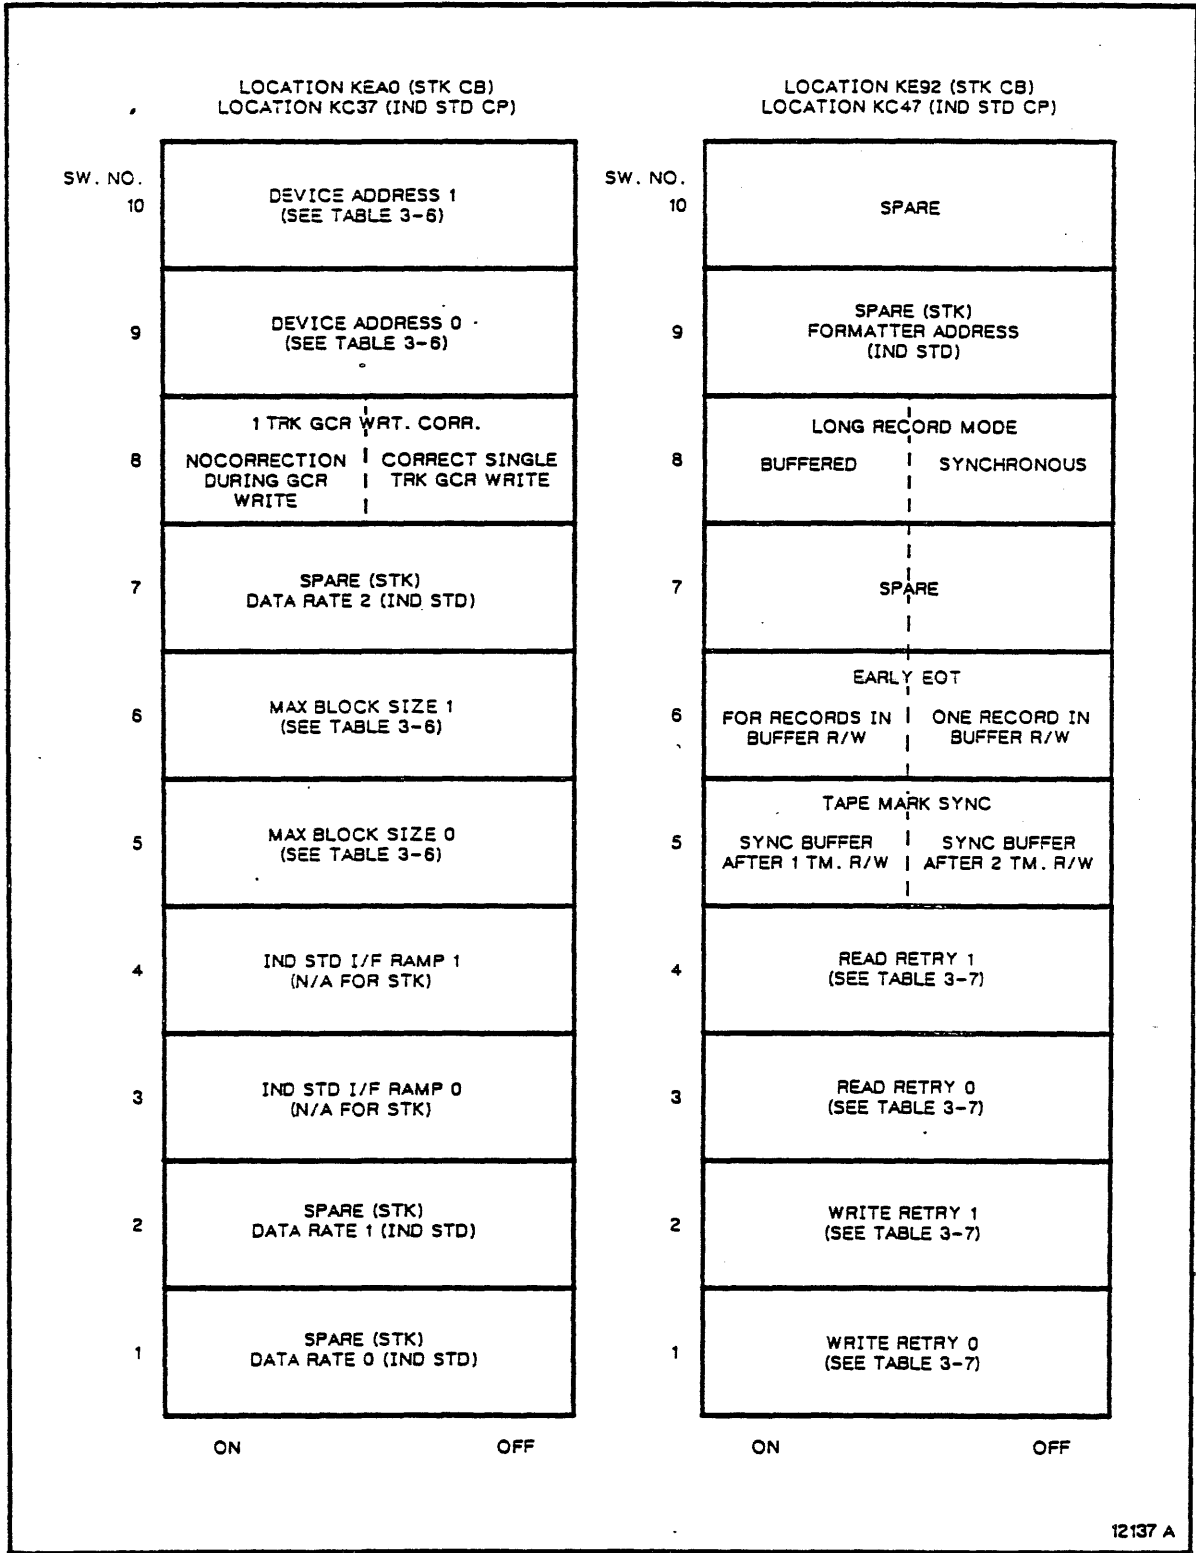 LOCATION KEA0 (STK CB)
LOCATION KC37 (IND STD CP)
SW. NO.
10
DEVICE ADDRESS 1
(SEE TABLE 3-6)
9
DEVICE ADDRESS 0
(SEE TABLE 3-6)
8
1 TRK GCR WRT. CORR.
NOCORRECTION
DURING GCR
WRITE
CORRECT SINGLE
TRK GCR WRITE
7
SPARE (STK)
DATA RATE 2 (IND STD)
6
MAX BLOCK SIZE 1
(SEE TABLE 3-6)
5
MAX BLOCK SIZE 0
(SEE TABLE 3-6)
4
IND STD I/F RAMP 1
(N/A FOR STK)
3
IND STD I/F RAMP 0
(N/A FOR STK)
2
SPARE (STK)
DATA RATE 1 (IND STD)
1
SPARE (STK)
DATA RATE 0 (IND STD)
ON OFF
LOCATION KE92 (STK CB)
LOCATION KC47 (IND STD CP)
SW. NO.
10
SPARE
9
SPARE (STK)
FORMATTER ADDRESS
(IND STD)
8
LONG RECORD MODE
BUFFERED
SYNCHRONOUS
7
SPARE
6
EARLY EOT
FOR RECORDS IN
BUFFER R/W
ONE RECORD IN
BUFFER R/W
5
TAPE MARK SYNC
SYNC BUFFER
AFTER 1 TM. R/W
SYNC BUFFER
AFTER 2 TM. R/W
4
READ RETRY 1
(SEE TABLE 3-7)
3
READ RETRY 0
(SEE TABLE 3-7)
2
WRITE RETRY 1
(SEE TABLE 3-7)
1
WRITE RETRY 0
(SEE TABLE 3-7)
ON OFF
12137 A